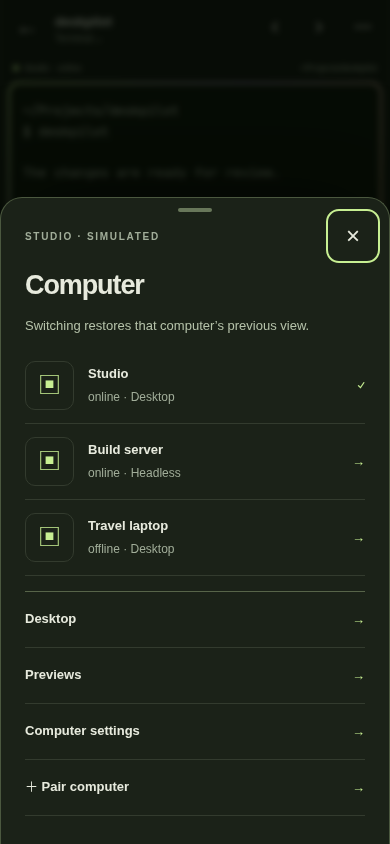 STUDIO · SIMULATED
Computer
Switching restores that computer’s previous view.
Studio
online · Desktop
Build server
online · Headless
Travel laptop
offline · Desktop
Desktop
Previews
Computer settings
+ Pair computer